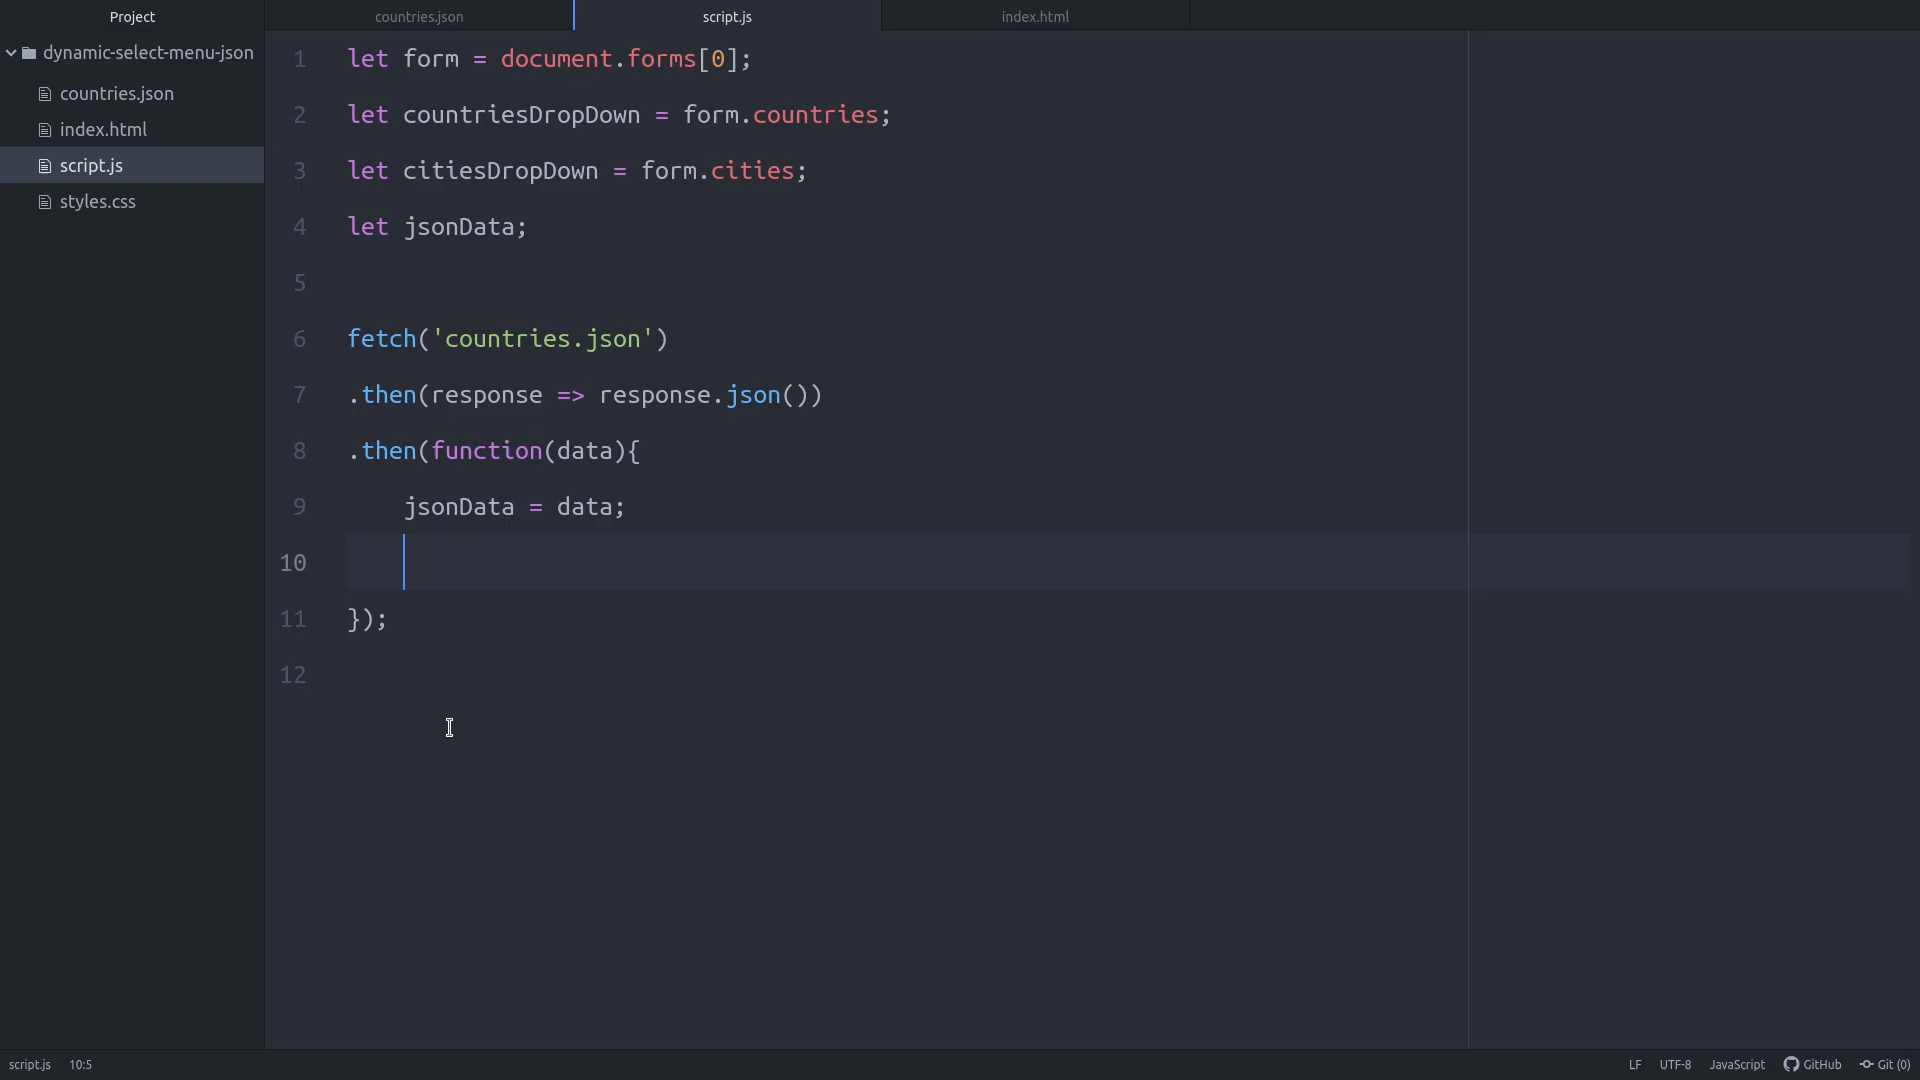 Project
dynamic-select-menu-json
countries.json
index.html
script.js
styles.css
countries.json
script.js
index.html
1 let form = document.forms[0];
2 let countriesDropDown = form.countries;
3 let citiesDropDown = form.cities;
4 let jsonData;
5
6 fetch('countries.json')
7 .then(response => response.json())
8 .then(function(data){
9 jsonData = data;
10
11 });
12
script.js 10:5
LF UTF-8 JavaScript GitHub Git (0)